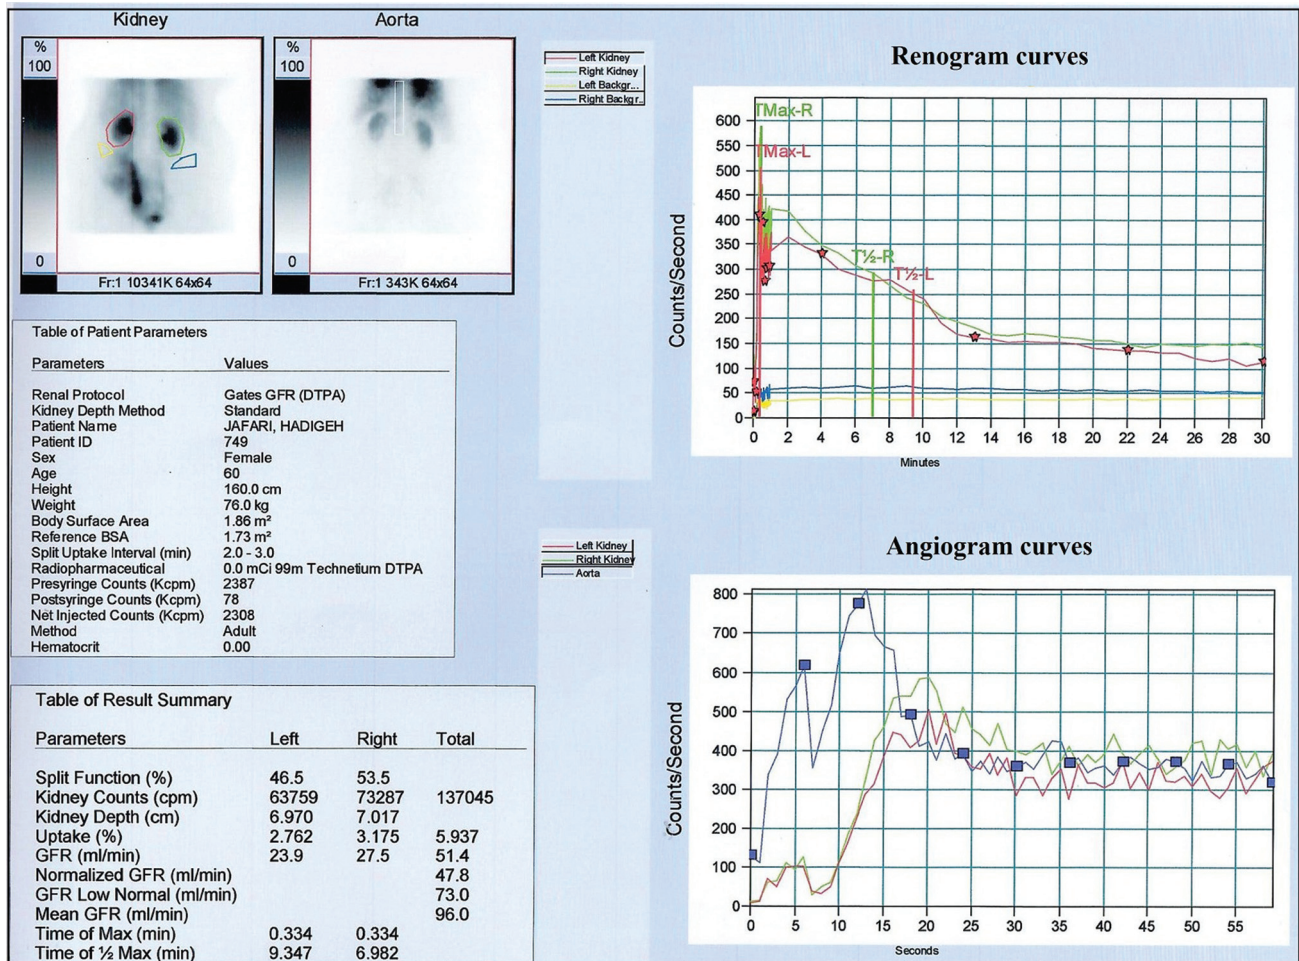 Kidney
Aorta
%
100
0
Fr:1 10341K 64x64
%
100
0
Fr:1 343K 64x64
Table of Patient Parameters
Parameters Values
Renal Protocol Gates GFR (DTPA)
Kidney Depth Method Standard
Patient Name JAFARI, HADIGEH
Patient ID 749
Sex Female
Age 60
Height 160.0 cm
Weight 76.0 kg
Body Surface Area 1.86 m²
Reference BSA 1.73 m²
Split Uptake Interval (min) 2.0 - 3.0
Radiopharmaceutical 0.0 mCi 99m Technetium DTPA
Presyringe Counts (Kcpm) 2387
Postsyringe Counts (Kcpm) 78
Net Injected Counts (Kcpm) 2308
Method Adult
Hematocrit 0.00
Table of Result Summary
Parameters Left Right Total
Split Function (%) 46.5 53.5
Kidney Counts (cpm) 63759 73287 137045
Kidney Depth (cm) 6.970 7.017
Uptake (%) 2.762 3.175 5.937
GFR (ml/min) 23.9 27.5 51.4
Normalized GFR (ml/min) 47.8
GFR Low Normal (ml/min) 73.0
Mean GFR (ml/min) 96.0
Time of Max (min) 0.334 0.334
Time of ½ Max (min) 9.347 6.982
Left Kidney
Right Kidney
Left Backgr...
Right Backgr...
Renogram curves
TMax-R
TMax-L
T½-R
T½-L
Counts/Second
600
550
500
450
400
350
300
250
200
150
100
50
0
0 2 4 6 8 10 12 14 16 18 20 22 24 26 28 30
Minutes
Left Kidney
Right Kidney
Aorta
Angiogram curves
Counts/Second
800
700
600
500
400
300
200
100
0
0 5 10 15 20 25 30 35 40 45 50 55
Seconds